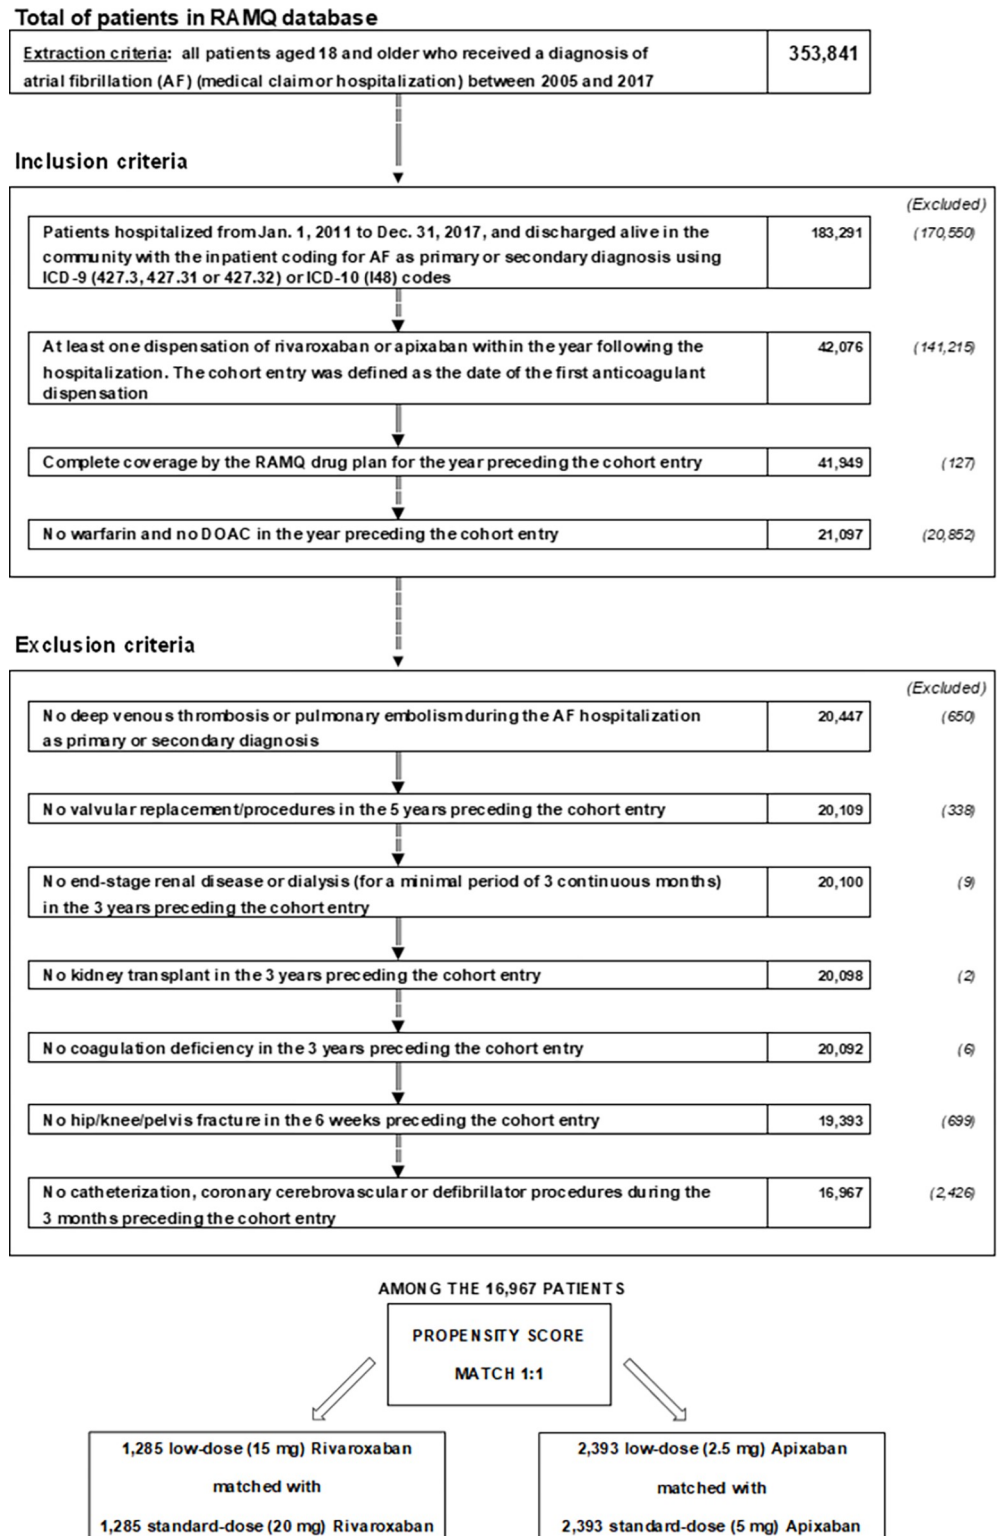 Total of patients in RAMQ database
Extraction criteria: all patients aged 18 and older who received a diagnosis of
353,841
atrial fibrillation (AF) (medical claim or hospitalization) between 2005 and 2017
Inclusion criteria
(Excluded)
Patients hospitalized from Jan. 1, 2011 to Dec. 31, 2017, and discharged alive in the
183,291
(170,550)
community with the inpatient coding for AF as primary or secondary diagnosis using
ICD-9 (427.3, 427.31 or 427.32) or ICD-10 (I48) codes
At least one dispensation of rivaroxaban or apixaban within the year following the
42,076
(141,215)
hospitalization. The cohort entry was defined as the date of the first anticoagulant
dispensation
Complete coverage by the RAMQ drug plan for the year preceding the cohort entry
41,949
(127)
No warfarin and no DOAC in the year preceding the cohort entry
21,097
(20,852)
Exclusion criteria
(Excluded)
No deep venous thrombosis or pulmonary embolism during the AF hospitalization
20,447
(650)
as primary or secondary diagnosis
No valvular replacement/procedures in the 5 years preceding the cohort entry
20,109
(338)
No end-stage renal disease or dialysis (for a minimal period of 3 continuous months)
20,100
(9)
in the 3 years preceding the cohort entry
No kidney transplant in the 3 years preceding the cohort entry
20,098
(2)
No coagulation deficiency in the 3 years preceding the cohort entry
20,092
(6)
No hip/knee/pelvis fracture in the 6 weeks preceding the cohort entry
19,393
(699)
No catheterization, coronary cerebrovascular or defibrillator procedures during the
16,967
(2,426)
3 months preceding the cohort entry
AMONG THE 16,967 PATIENTS
PROPENSITY SCORE
MATCH 1:1
1,285 low-dose (15 mg) Rivaroxaban
matched with
1,285 standard-dose (20 mg) Rivaroxaban
2,393 low-dose (2.5 mg) Apixaban
matched with
2,393 standard-dose (5 mg) Apixaban